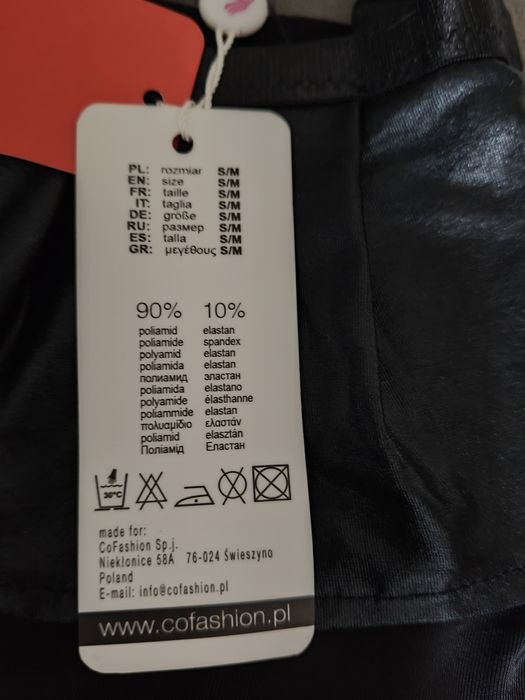 PL: rozmiar S/M
EN: size S/M
FR: taille S/M
IT: taglia S/M
DE: größe S/M
RU: размер S/M
ES: talla S/M
GR: μεγέθους S/M
90% 10%
poliamid elastan
poliamide spandex
polyamid elastan
poliamida elastan
полиамид эластан
poliamida elastano
polyamide élasthanne
poliammide elastan
πολυαμίδιο ελαστάν
poliamid elasztán
Поліамід Еластан
30°C
made for:
CoFashion Sp.j.
Niekłonice 58A 76-024 Świeszyno
Poland
E-mail: info@cofashion.pl
www.cofashion.pl